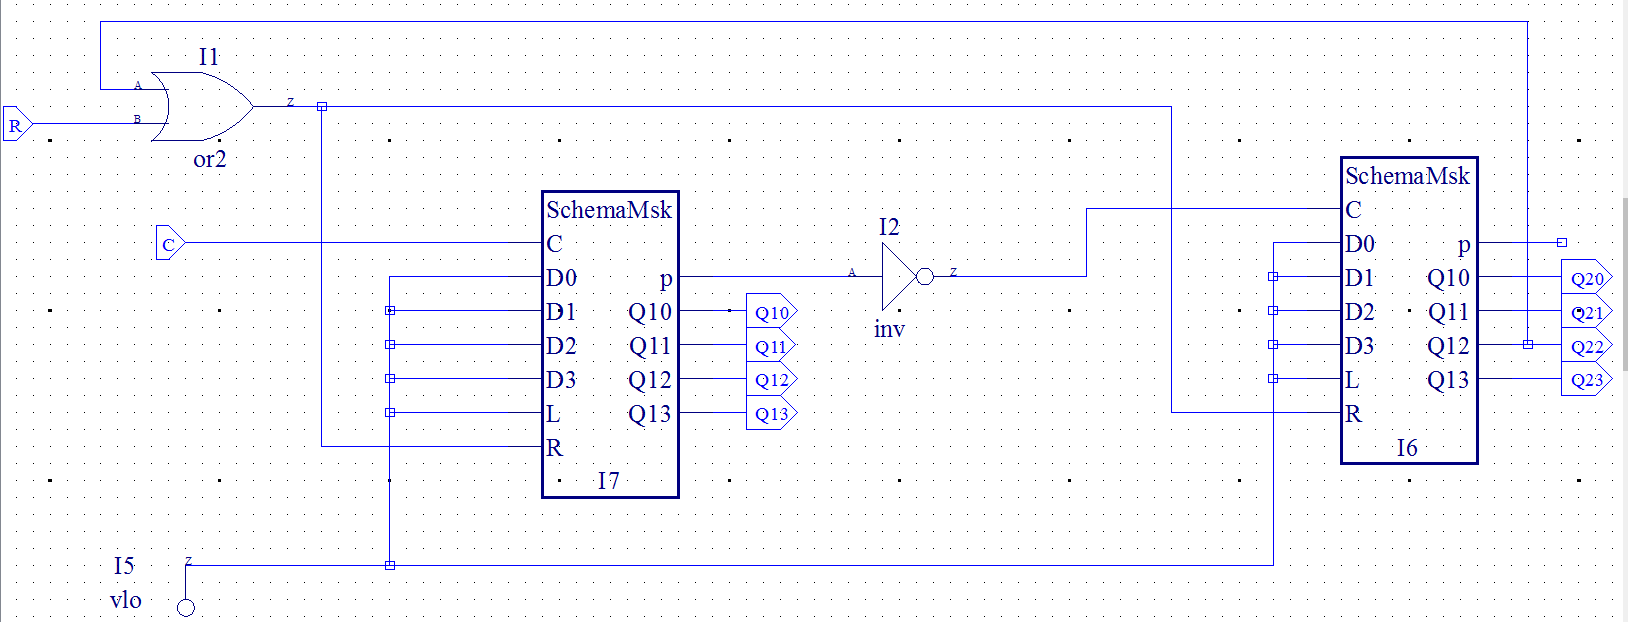 I1
A
Z
R
B
or2
SchemaMsk
SchemaMsk
C
I2
C
C
D0
p
D0
p
A
Z
D1
Q10
Q20
D1
Q10
Q10
inv
D2
Q11
Q21
D2
Q11
Q11
D3
Q12
Q22
D3
Q12
Q12
L
Q13
Q23
L
Q13
Q13
R
R
I6
I7
I5
Z
vlo